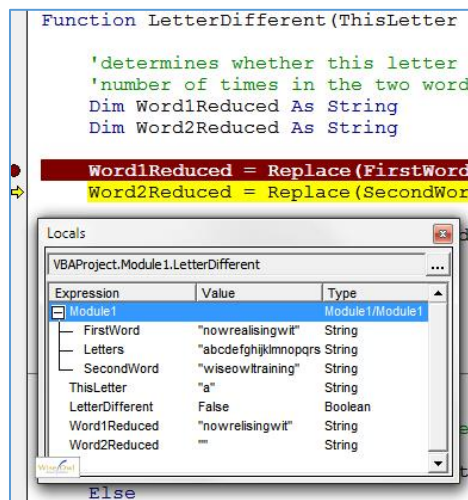 Function LetterDifferent(ThisLetter
'determines whether this letter
'number of times in the two word
Dim Word1Reduced As String
Dim Word2Reduced As String
Word1Reduced = Replace(FirstWord
Word2Reduced = Replace(SecondWor
Locals
VBAProject.Module1.LetterDifferent
...
Expression Value Type
Module1 Module1/Module1
FirstWord "nowrealisingwit" String
Letters "abcdefghijklmnopqrs String
SecondWord "wiseowltraining" String
ThisLetter "a" String
LetterDifferent False Boolean
Word1Reduced "nowrelisingwit" String
Word2Reduced "" String
Wise Owl
Else